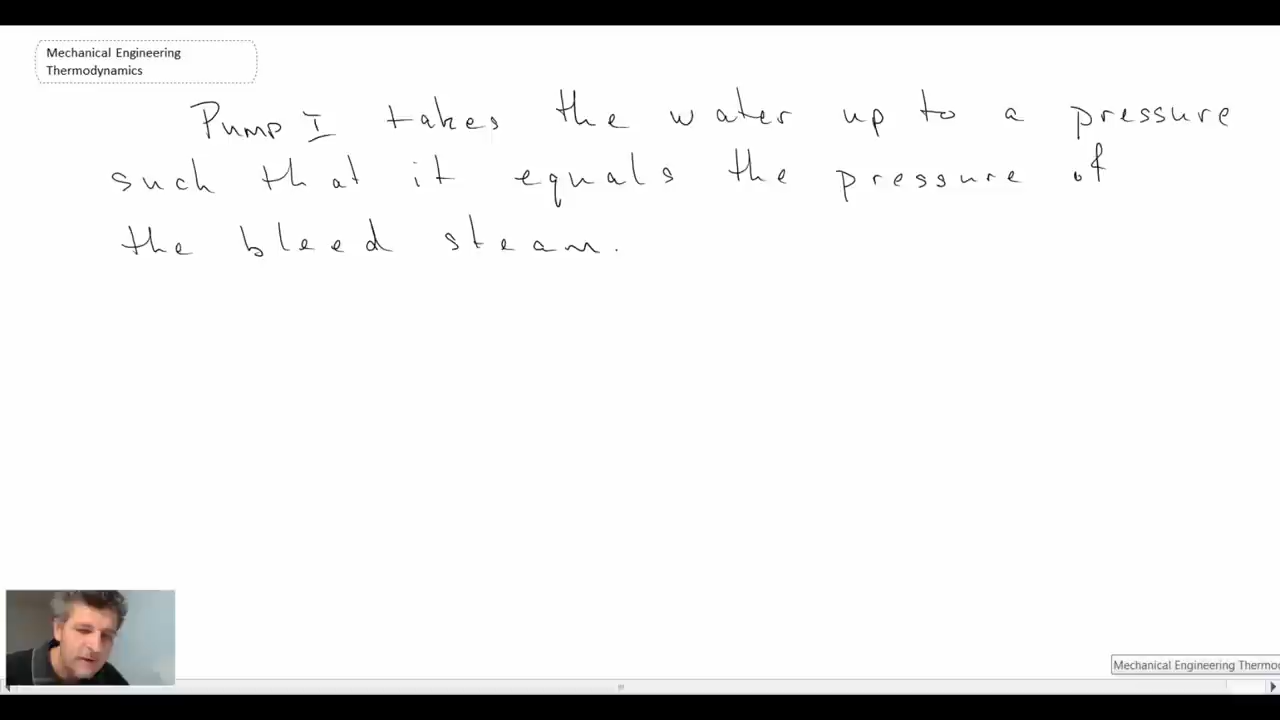 Mechanical Engineering
Thermodynamics
Pump I takes the water up to a pressure
such that it equals the pressure of
the bleed steam.
Mechanical Engineering Thermo